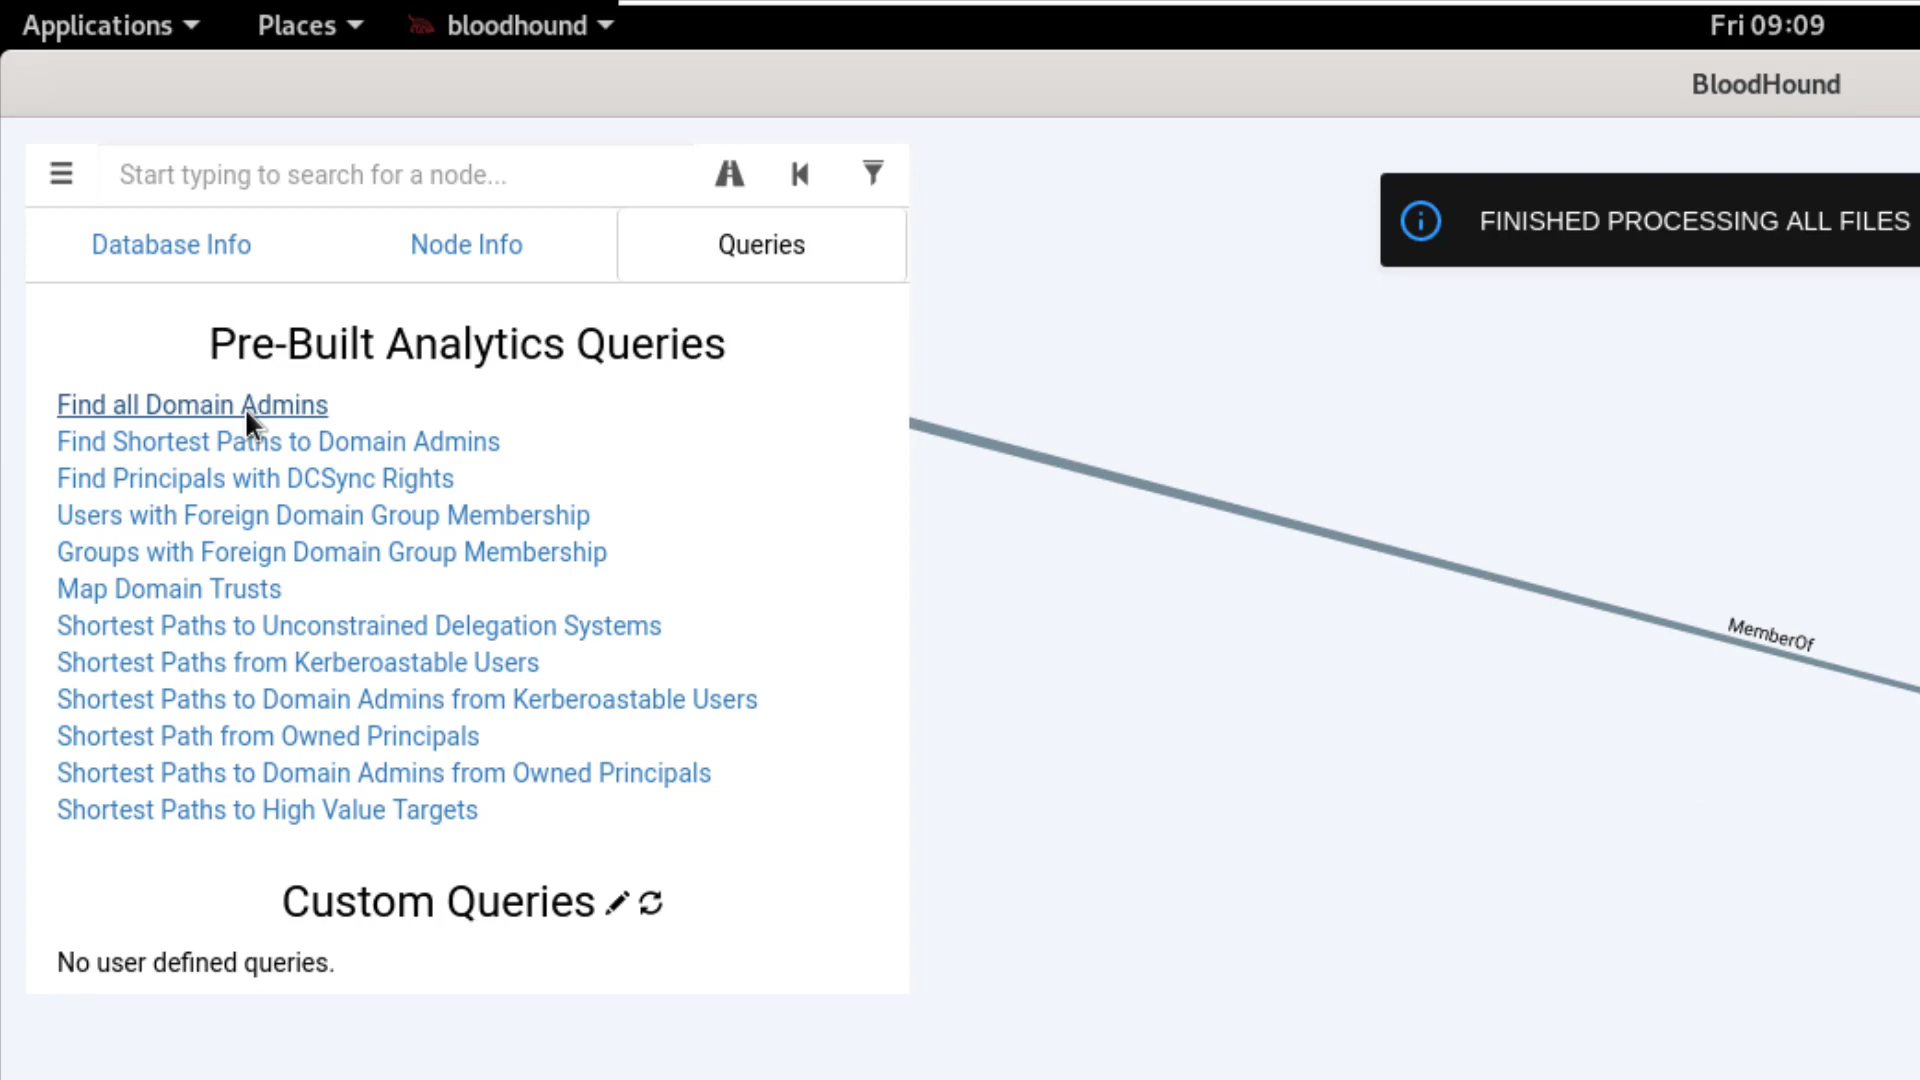 Applications Places bloodhound Fri 09:09
BloodHound
Start typing to search for a node...
FINISHED PROCESSING ALL FILES
Database Info Node Info Queries
Pre-Built Analytics Queries
Find all Domain Admins
Find Shortest Paths to Domain Admins
Find Principals with DCSync Rights
Users with Foreign Domain Group Membership
Groups with Foreign Domain Group Membership
Map Domain Trusts
Shortest Paths to Unconstrained Delegation Systems
MemberOf
Shortest Paths from Kerberoastable Users
Shortest Paths to Domain Admins from Kerberoastable Users
Shortest Path from Owned Principals
Shortest Paths to Domain Admins from Owned Principals
Shortest Paths to High Value Targets
Custom Queries
No user defined queries.